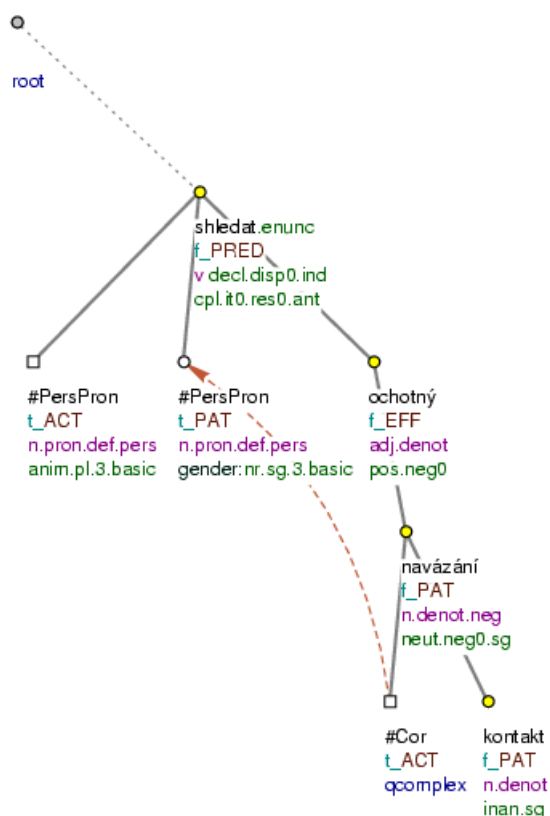 root
shledat.enunc
f_PRED
v decl.disp0.ind
cpl.it0.res0.ant
#PersPron
t_ACT
n.pron.def.pers
anim.pl.3.basic
#PersPron
t_PAT
n.pron.def.pers
gender:nr.sg.3.basic
ochotný
f_EFF
adj.denot
pos.neg0
navázání
f_PAT
n.denot.neg
neut.neg0.sg
#Cor
t_ACT
qcomplex
kontakt
f_PAT
n.denot
inan.sg